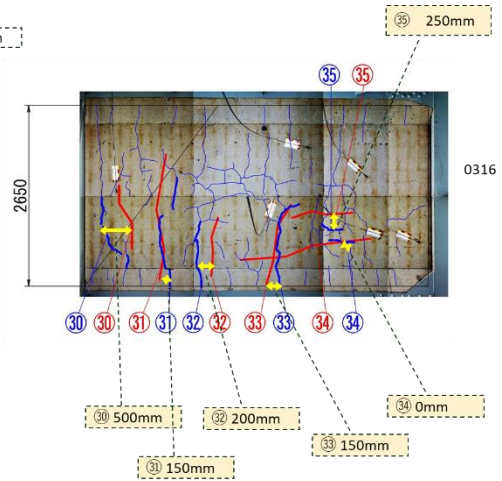 ㉟ 250mm
㉟ ㉟
0316
2650
㉚ ㉚ ㉛ ㉛ ㉜ ㉜ ㉝ ㉝ ㉞ ㉞
㉞ 0mm
㉚ 500mm
㉜ 200mm
㉝ 150mm
㉛ 150mm